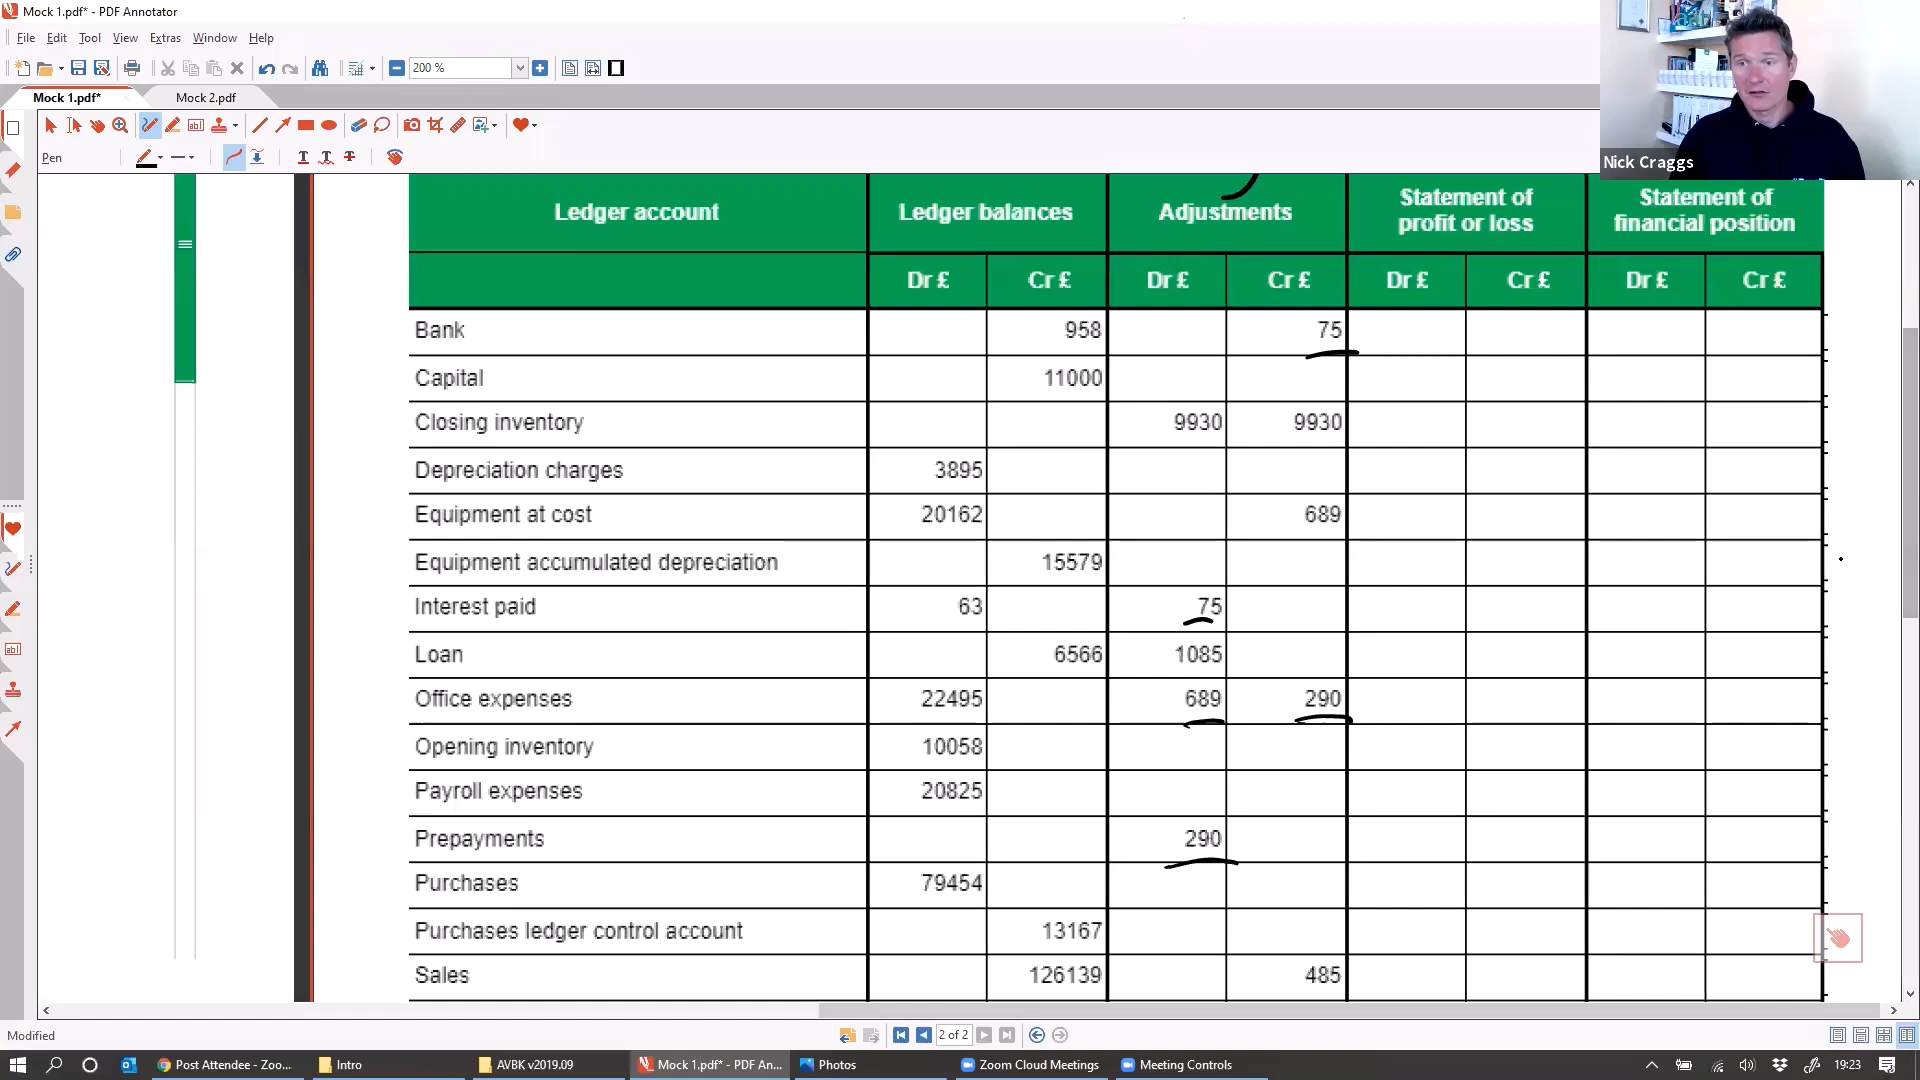 Mock 1.pdf* - PDF Annotator
File Edit Tool View Extras Window Help
200 %
Mock 1.pdf* Mock 2.pdf
Pen
Nick Craggs
Ledger account Ledger balances Adjustments Statement of profit or loss Statement of financial position
Dr £ Cr £ Dr £ Cr £ Dr £ Cr £ Dr £ Cr £
Bank 958 75
Capital 11000
Closing inventory 9930 9930
Depreciation charges 3895
Equipment at cost 20162 689
Equipment accumulated depreciation 15579
Interest paid 63 75
Loan 6566 1085
Office expenses 22495 689 290
Opening inventory 10058
Payroll expenses 20825
Prepayments 290
Purchases 79454
Purchases ledger control account 13167
Sales 126139 485
Modified 2 of 2
Post Attendee - Zoo... Intro AVBK v2019.09 Mock 1.pdf* - PDF An... Photos Zoom Cloud Meetings Meeting Controls 19:23